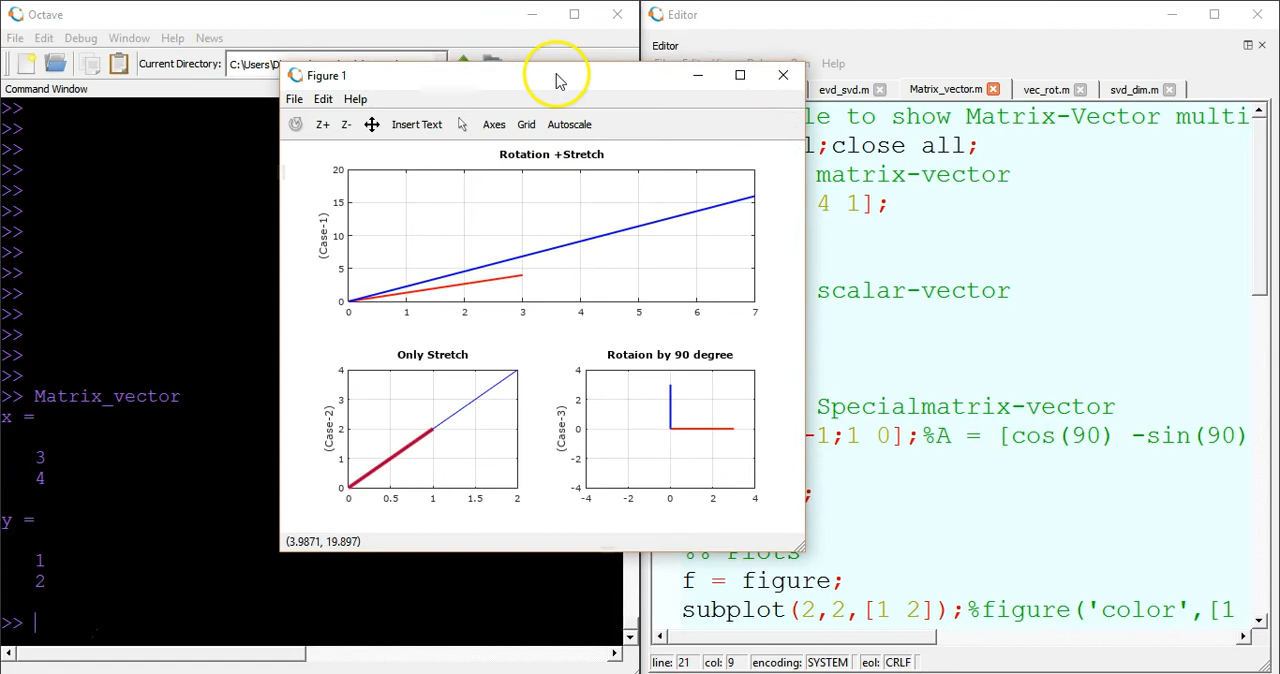 Octave
File Edit Debug Window Help News
Current Directory: C:\Users\D
Command Window
>>
>>
>>
>>
>>
>>
>>
>>
>>
>>
>>
>>
>>
>>
>> Matrix_vector
x =
3
4
y =
1
2
>>
Figure 1
File Edit Help
Z+ Z- Insert Text Axes Grid Autoscale
Rotation +Stretch
(Case-1)
20
15
10
5
0
0 1 2 3 4 5 6 7
Only Stretch
(Case-2)
4
3
2
1
0
0 0.5 1 1.5 2
Rotaion by 90 degree
(Case-3)
4
2
0
-2
-4
-4 -2 0 2 4
(3.9871, 19.897)
Editor
Editor
Help
evd_svd.m Matrix_vector.m vec_rot.m svd_dim.m
le to show Matrix-Vector multi
l;close all;
matrix-vector
4 1];
scalar-vector
Specialmatrix-vector
-1;1 0];%A = [cos(90) -sin(90)
;
%% Plots
f = figure;
subplot(2,2,[1 2]);%figure('color',[1
line: 21 col: 9 encoding: SYSTEM eol: CRLF